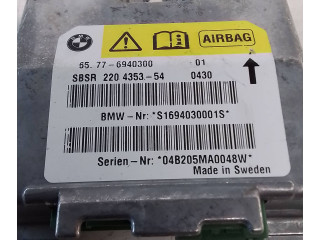 BMW
AIRBAG
65. 77- 6940300 01
SBSR 220 4353.-54 0430
BMW-Nr: *S1694030001S*
Serien-Nr: *04B205MA0048W*
Made in Sweden